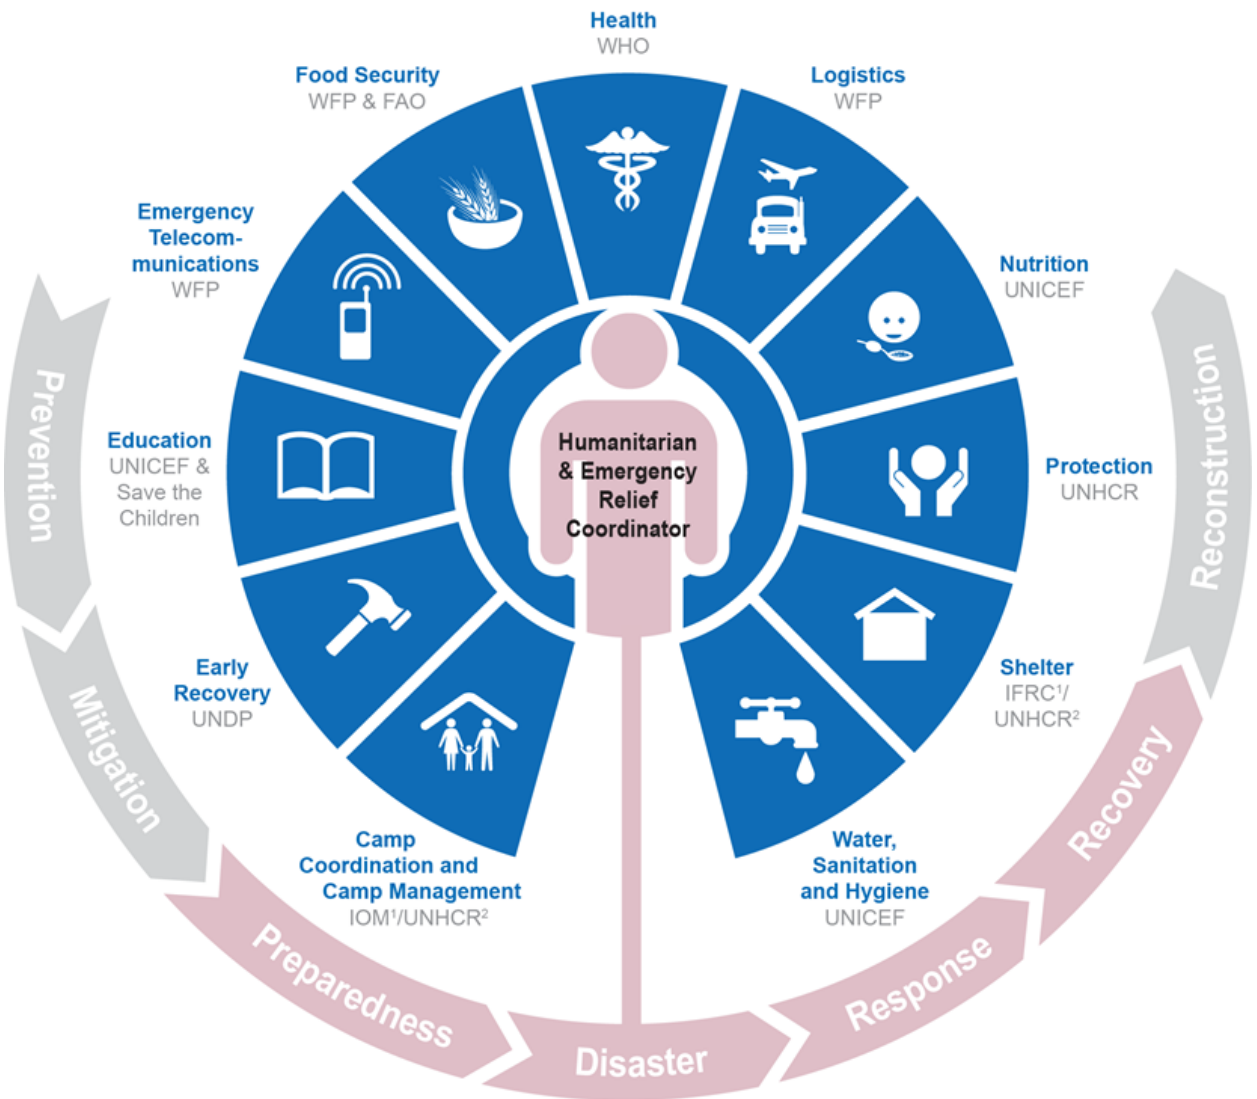 Health
WHO
Food Security
WFP & FAO
Logistics
WFP
Emergency
Telecom-
munications
WFP
Nutrition
UNICEF
Education
UNICEF &
Save the
Children
Protection
UNHCR
Humanitarian
& Emergency
Relief
Coordinator
Early
Recovery
UNDP
Shelter
IFRC¹/
UNHCR²
Camp
Coordination and
Camp Management
IOM¹/UNHCR²
Water,
Sanitation
and Hygiene
UNICEF
Prevention
Mitigation
Preparedness
Disaster
Response
Recovery
Reconstruction